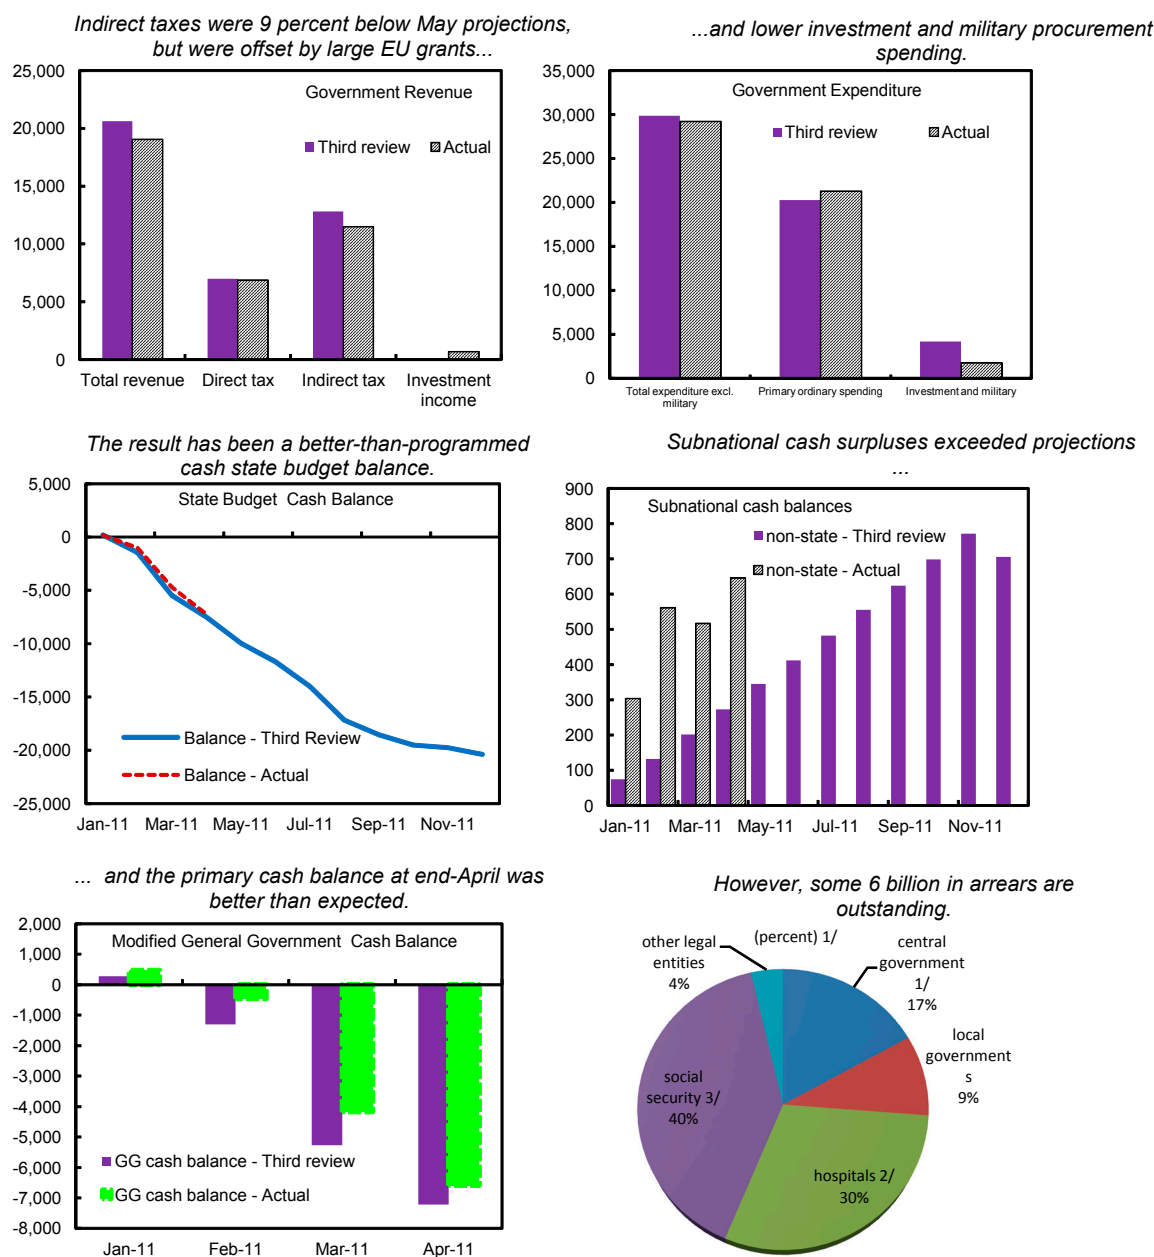 Indirect taxes were 9 percent below May projections,
but were offset by large EU grants...
25,000
20,000
15,000
10,000
5,000
0
Government Revenue
Third review
Actual
Total revenue
Direct tax
Indirect tax
Investment
income
...and lower investment and military procurement
spending.
35,000
30,000
25,000
20,000
15,000
10,000
5,000
0
Government Expenditure
Third review
Actual
Total expenditure excl.
military
Primary ordinary spending
Investment and military
The result has been a better-than-programmed
cash state budget balance.
5,000
0
-5,000
-10,000
-15,000
-20,000
-25,000
State Budget Cash Balance
Balance - Third Review
Balance - Actual
Jan-11
Mar-11
May-11
Jul-11
Sep-11
Nov-11
Subnational cash surpluses exceeded projections
...
900
800
700
600
500
400
300
200
100
0
Subnational cash balances
non-state - Third review
non-state - Actual
Jan-11
Mar-11
May-11
Jul-11
Sep-11
Nov-11
... and the primary cash balance at end-April was
better than expected.
2,000
1,000
0
-1,000
-2,000
-3,000
-4,000
-5,000
-6,000
-7,000
-8,000
Modified General Government Cash Balance
GG cash balance - Third review
GG cash balance - Actual
Jan-11
Feb-11
Mar-11
Apr-11
However, some 6 billion in arrears are
outstanding.
(percent) 1/
other legal
entities
4%
central
government
1/
17%
local
government
s
9%
social
security 3/
40%
hospitals 2/
30%